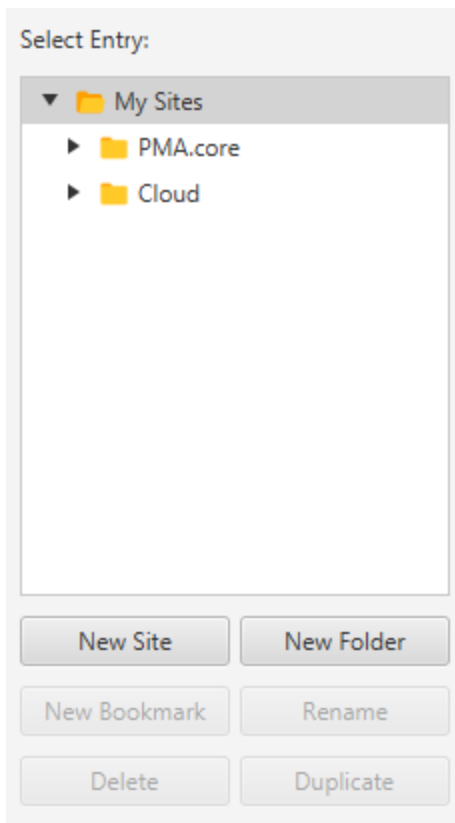 Select Entry:
My Sites
PMA.core
Cloud
New Site
New Folder
New Bookmark
Rename
Delete
Duplicate